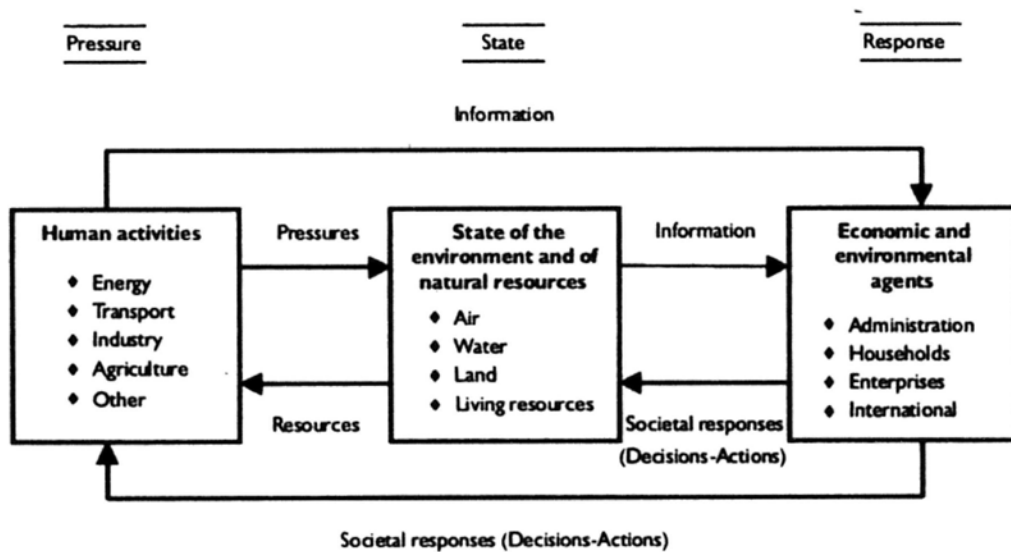 Pressure
State
Response
Information
Human activities
♦ Energy
♦ Transport
♦ Industry
♦ Agriculture
♦ Other
Pressures
Resources
State of the
environment and of
natural resources
♦ Air
♦ Water
♦ Land
♦ Living resources
Information
Societal responses
(Decisions-Actions)
Economic and
environmental
agents
♦ Administration
♦ Households
♦ Enterprises
♦ International
Societal responses (Decisions-Actions)